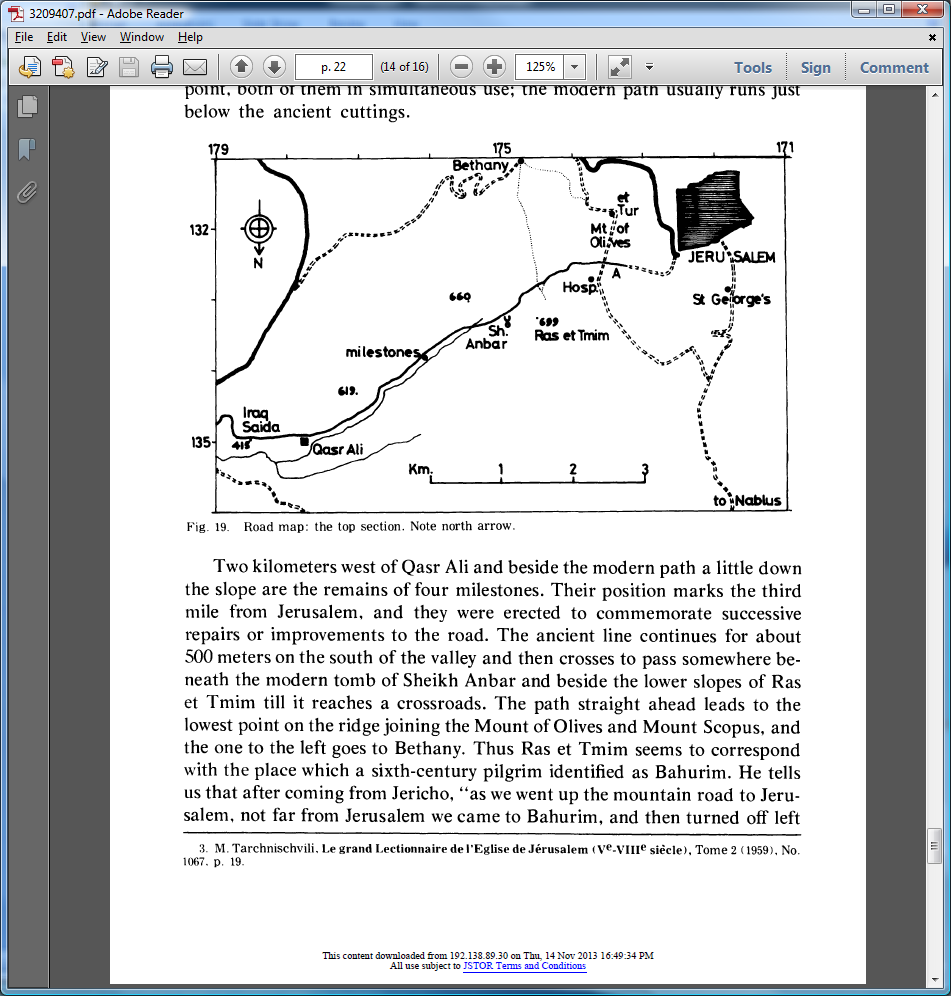 3209407.pdf - Adobe Reader
File Edit View Window Help
p. 22 (14 of 16) 125% Tools Sign Comment
point, both of them in simultaneous use; the modern path usually runs just
below the ancient cuttings.
179 175 171
Bethany
et
Tur
132
Mt of
Olives
N
JERUSALEM
A
Hosp.
St George's
660
Sh.
Anbar
699
Ras et Tmim
milestones
619.
Iraq
Saida
135
415
Qasr Ali
Km. 1 2 3
to Nablus
Fig. 19. Road map: the top section. Note north arrow.
Two kilometers west of Qasr Ali and beside the modern path a little down
the slope are the remains of four milestones. Their position marks the third
mile from Jerusalem, and they were erected to commemorate successive
repairs or improvements to the road. The ancient line continues for about
500 meters on the south of the valley and then crosses to pass somewhere be-
neath the modern tomb of Sheikh Anbar and beside the lower slopes of Ras
et Tmim till it reaches a crossroads. The path straight ahead leads to the
lowest point on the ridge joining the Mount of Olives and Mount Scopus, and
the one to the left goes to Bethany. Thus Ras et Tmim seems to correspond
with the place which a sixth-century pilgrim identified as Bahurim. He tells
us that after coming from Jericho, “as we went up the mountain road to Jeru-
salem, not far from Jerusalem we came to Bahurim, and then turned off left
3. M. Tarchnischvili, Le grand Lectionnaire de l'Eglise de Jérusalem (Ve-VIIIe siécle), Tome 2 (1959), No.
1067, p. 19.
This content downloaded from 192.138.89.30 on Thu, 14 Nov 2013 16:49:34 PM
All use subject to JSTOR Terms and Conditions